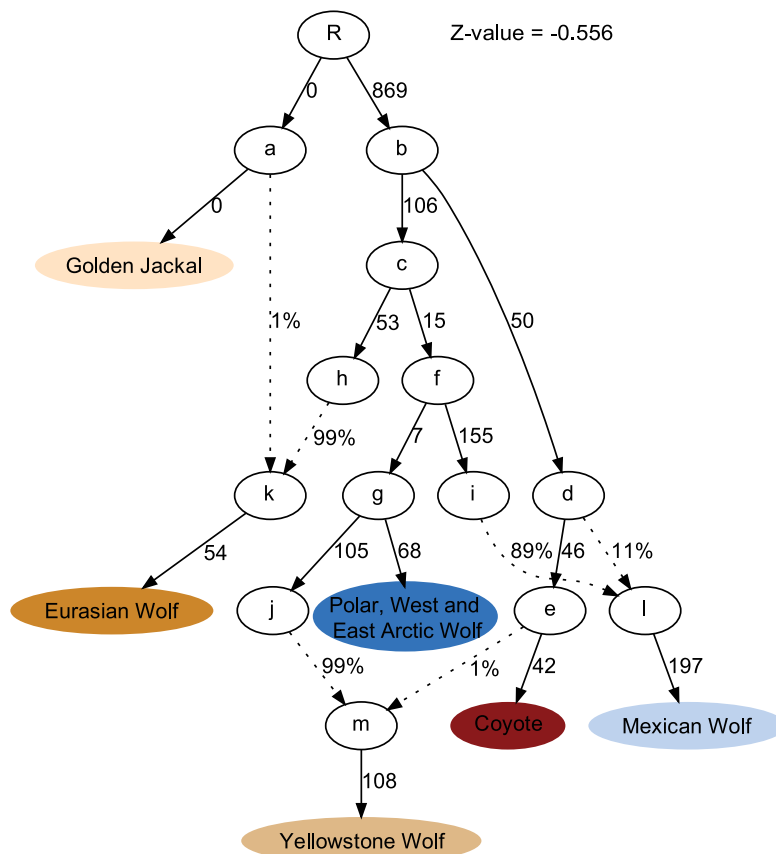 R
Z-value = -0.556
0
869
a
b
0
106
Golden Jackal
c
1%
53
15
50
h
f
99%
7
155
k
g
i
d
54
105
68
89%
46
11%
Eurasian Wolf
j
Polar, West and
East Arctic Wolf
e
l
99%
1%
42
197
m
Coyote
Mexican Wolf
108
Yellowstone Wolf